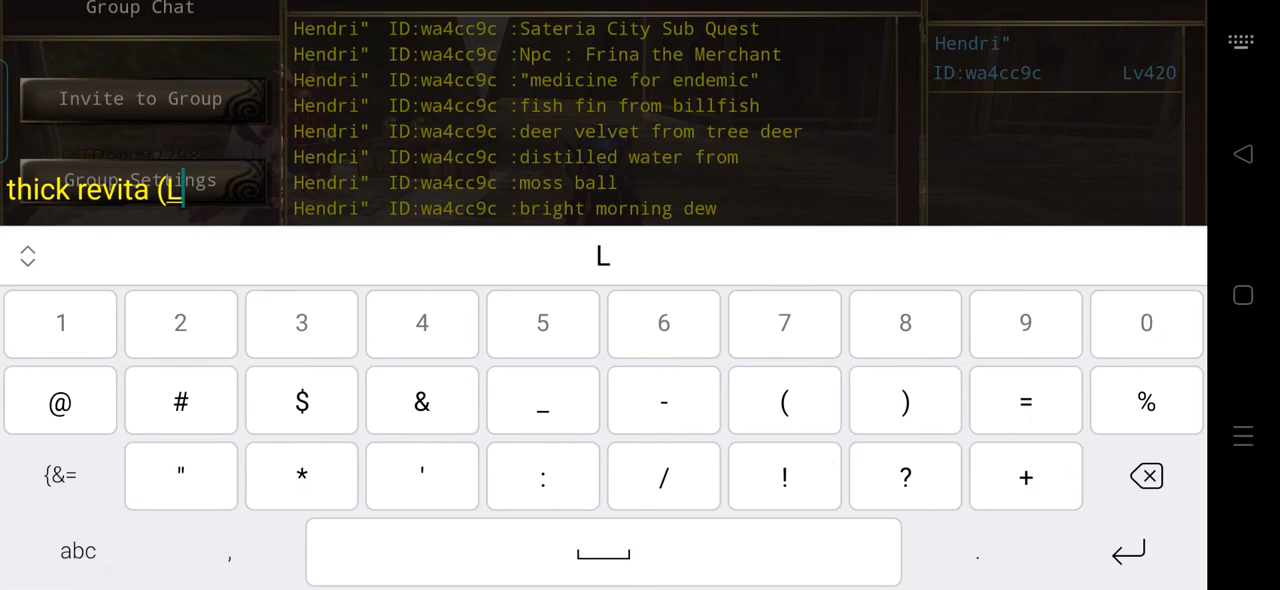 Group Chat
Invite to Group
Group Settings
Hendri" ID:wa4cc9c :Sateria City Sub Quest
Hendri" ID:wa4cc9c :Npc : Frina the Merchant
Hendri" ID:wa4cc9c :"medicine for endemic"
Hendri" ID:wa4cc9c :fish fin from billfish
Hendri" ID:wa4cc9c :deer velvet from tree deer
Hendri" ID:wa4cc9c :distilled water from
Hendri" ID:wa4cc9c :moss ball
Hendri" ID:wa4cc9c :bright morning dew
Hendri"
ID:wa4cc9c Lv420
thick revita (L
L
1 2 3 4 5 6 7 8 9 0
@ # $ & _ - ( ) = %
{&= " * ' : / ! ? +
abc , .